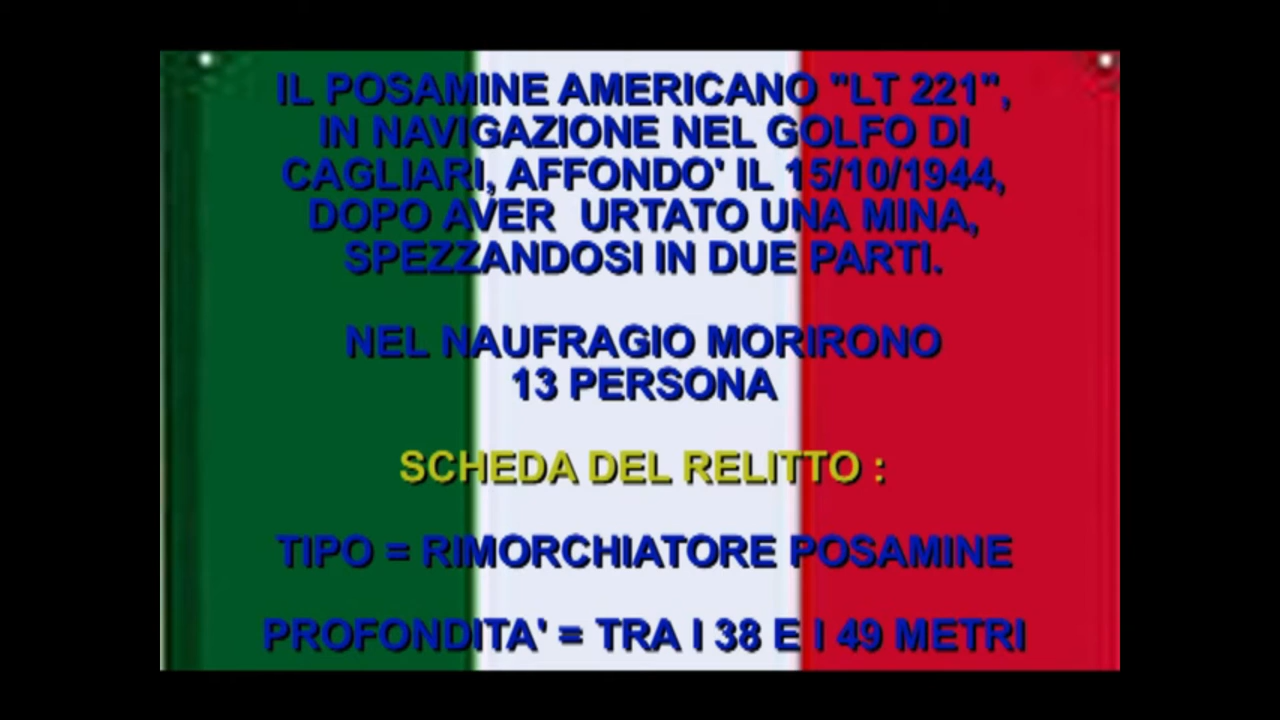 IL POSAMINE AMERICANO "LT 221",
IN NAVIGAZIONE NEL GOLFO DI
CAGLIARI, AFFONDO' IL 15/10/1944,
DOPO AVER  URTATO UNA MINA,
SPEZZANDOSI IN DUE PARTI.
NEL NAUFRAGIO MORIRONO
13 PERSONA
SCHEDA DEL RELITTO :
TIPO = RIMORCHIATORE POSAMINE
PROFONDITA' = TRA I 38 E I 49 METRI